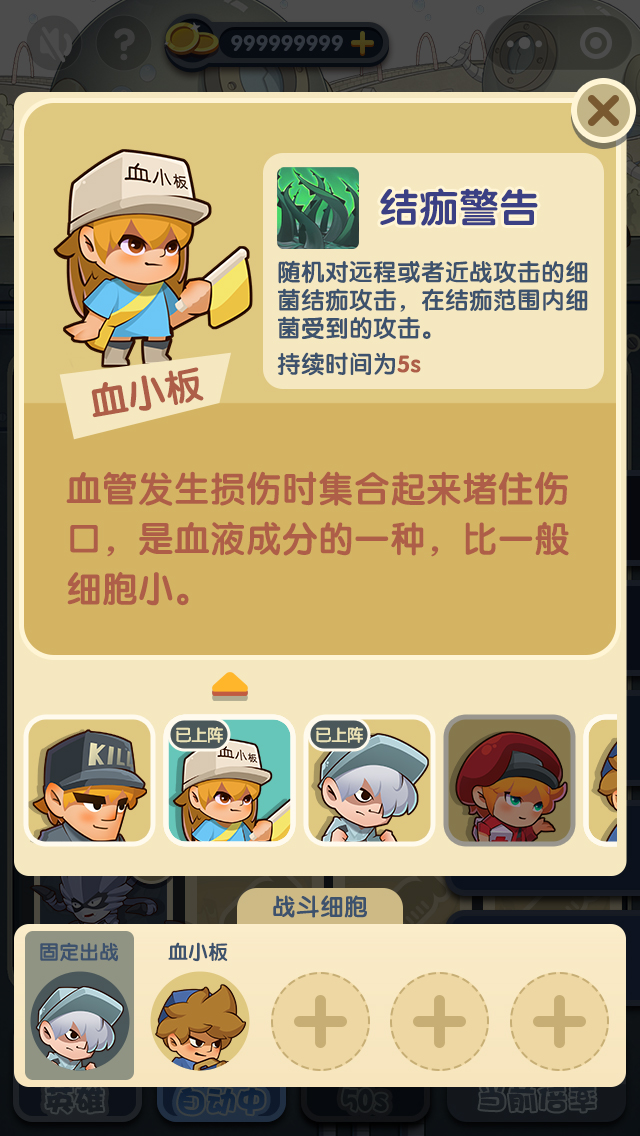 999999999
血小板
结痂警告
随机对远程或者近战攻击的细
菌结痂攻击，在结痂范围内细
菌受到的攻击。
持续时间为5s
血小板
血管发生损伤时集合起来堵住伤
口，是血液成分的一种，比一般
细胞小。
KILL
已上阵
血小板
已上阵
战斗细胞
固定出战
血小板
英雄
自动中
50s
当前倍率